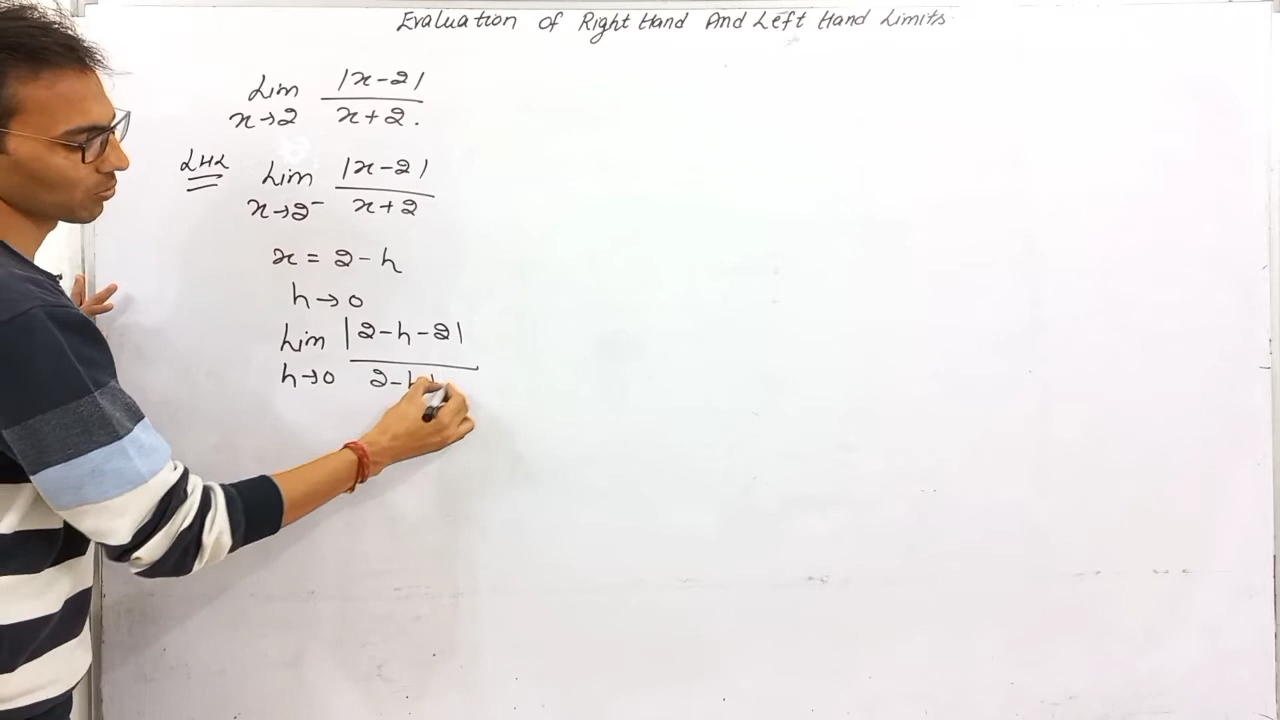 Evaluation of Right Hand And Left Hand Limits.
Lim |x-2|
x→2 x+2.
LHL Lim |x-2|
x→2⁻ x+2
x = 2-h
h→0
Lim |2-h-2|
h→0 2-h+